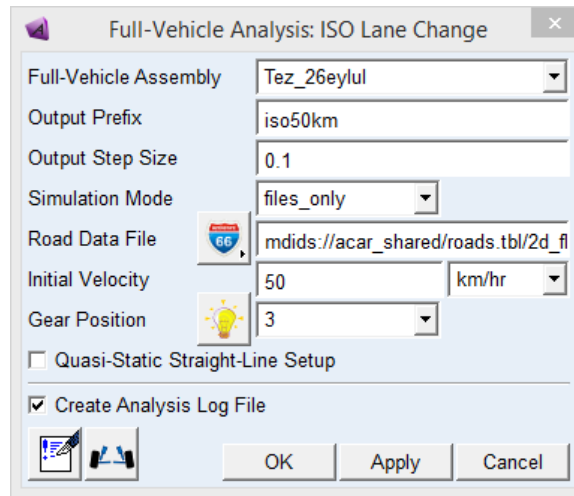 Full-Vehicle Analysis: ISO Lane Change
Full-Vehicle Assembly Tez_26eylul
Output Prefix iso50km
Output Step Size 0.1
Simulation Mode files_only
Road Data File 66 mdids://acar_shared/roads.tbl/2d_fl
Initial Velocity 50 km/hr
Gear Position 3
Quasi-Static Straight-Line Setup
Create Analysis Log File
OK Apply Cancel